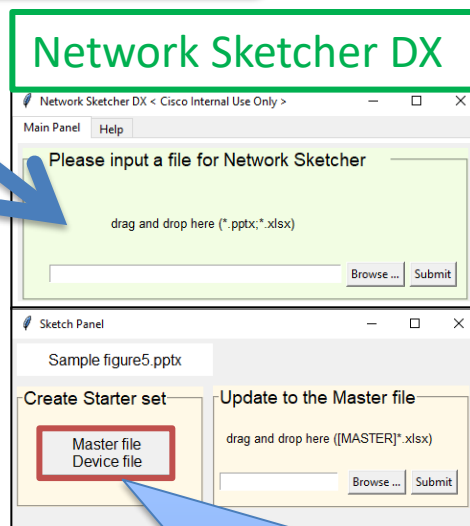 Network Sketcher DX
Network Sketcher DX < Cisco Internal Use Only >
Main Panel Help
Please input a file for Network Sketcher
drag and drop here (*.pptx;*.xlsx)
Browse ... Submit
Sketch Panel
Sample figure5.pptx
Create Starter set
Master file
Device file
Update to the Master file
drag and drop here ([MASTER]*.xlsx)
Browse ... Submit